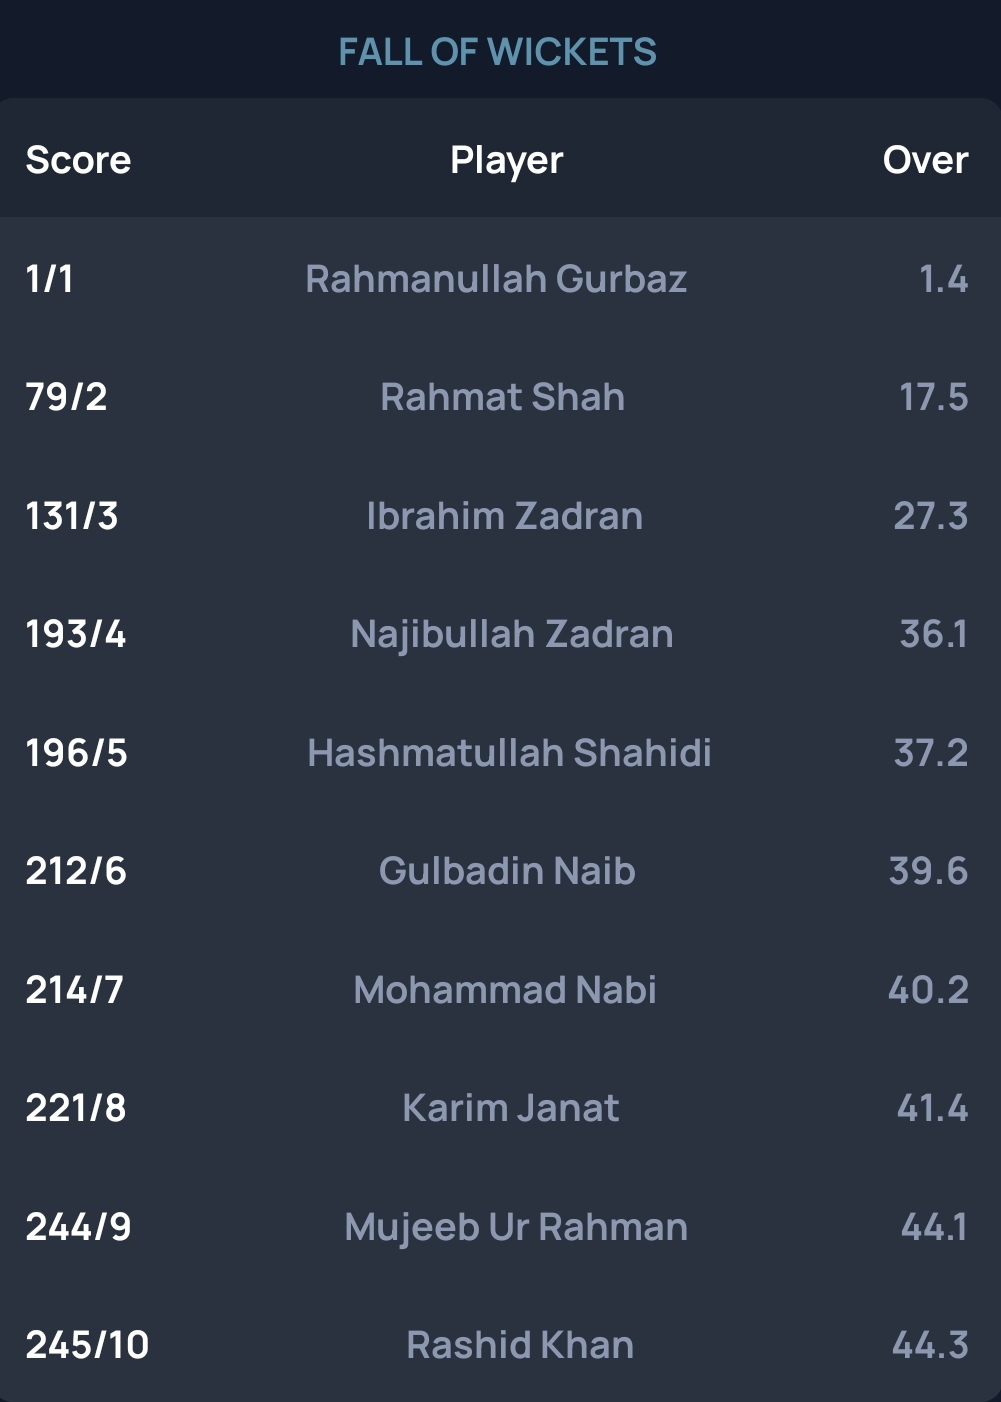 FALL OF WICKETS
Score Player Over
1/1 Rahmanullah Gurbaz 1.4
79/2 Rahmat Shah 17.5
131/3 Ibrahim Zadran 27.3
193/4 Najibullah Zadran 36.1
196/5 Hashmatullah Shahidi 37.2
212/6 Gulbadin Naib 39.6
214/7 Mohammad Nabi 40.2
221/8 Karim Janat 41.4
244/9 Mujeeb Ur Rahman 44.1
245/10 Rashid Khan 44.3